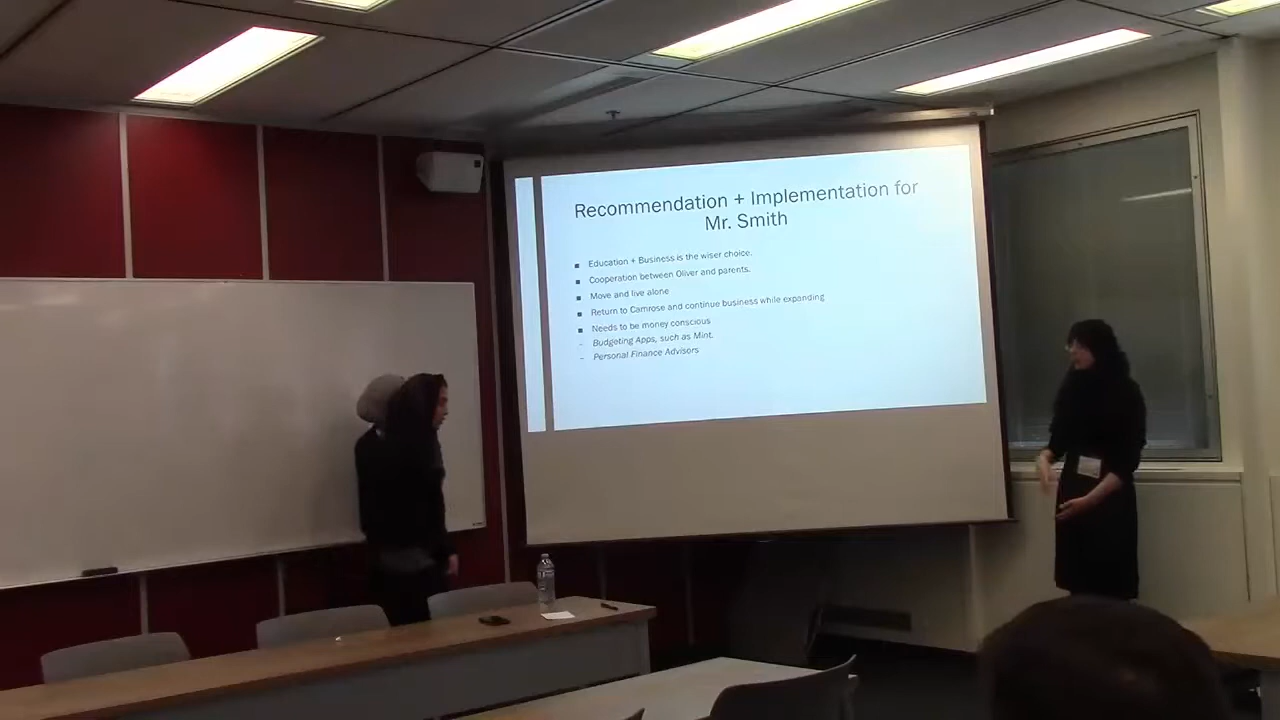 Recommendation + Implementation for
Mr. Smith
Education + Business is the wiser choice.
Cooperation between Oliver and parents.
Move and live alone
Return to Camrose and continue business while expanding
Needs to be money conscious
– Budgeting Apps, such as Mint.
– Personal Finance Advisors